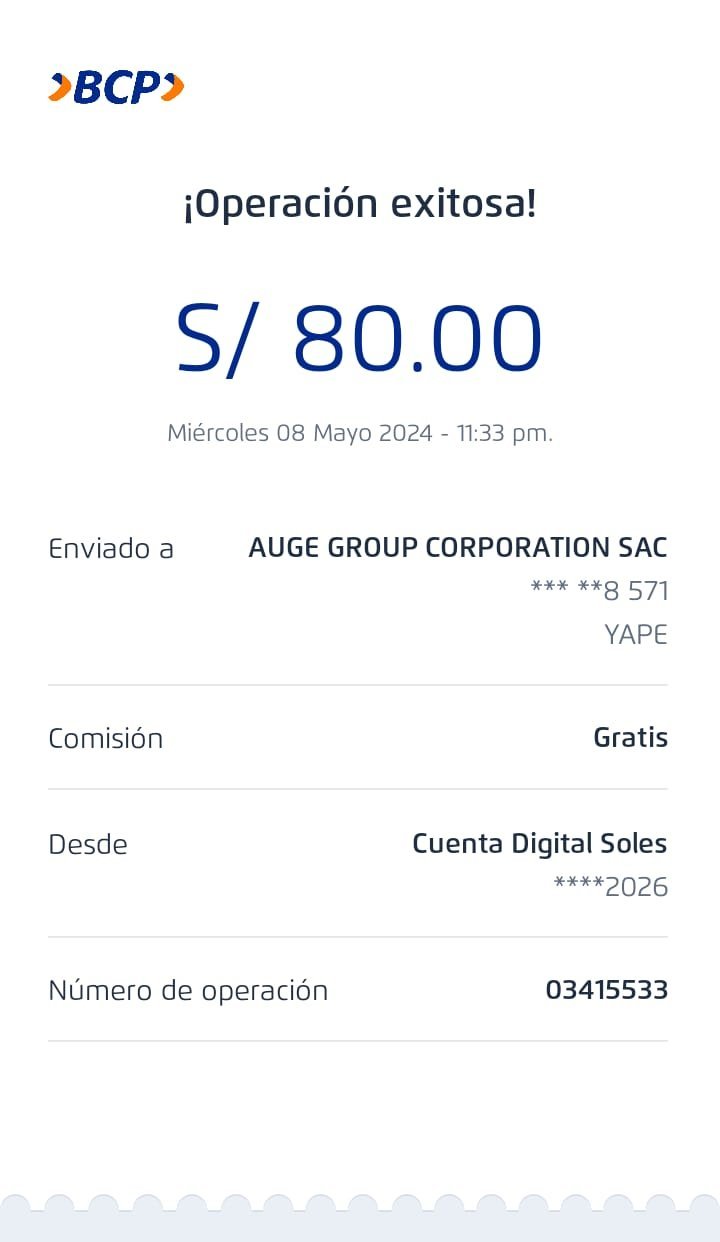 BCP
¡Operación exitosa!
S/ 80.00
Miércoles 08 Mayo 2024 - 11:33 pm.
Enviado a AUGE GROUP CORPORATION SAC
*** **8 571
YAPE
Comisión Gratis
Desde Cuenta Digital Soles
****2026
Número de operación 03415533